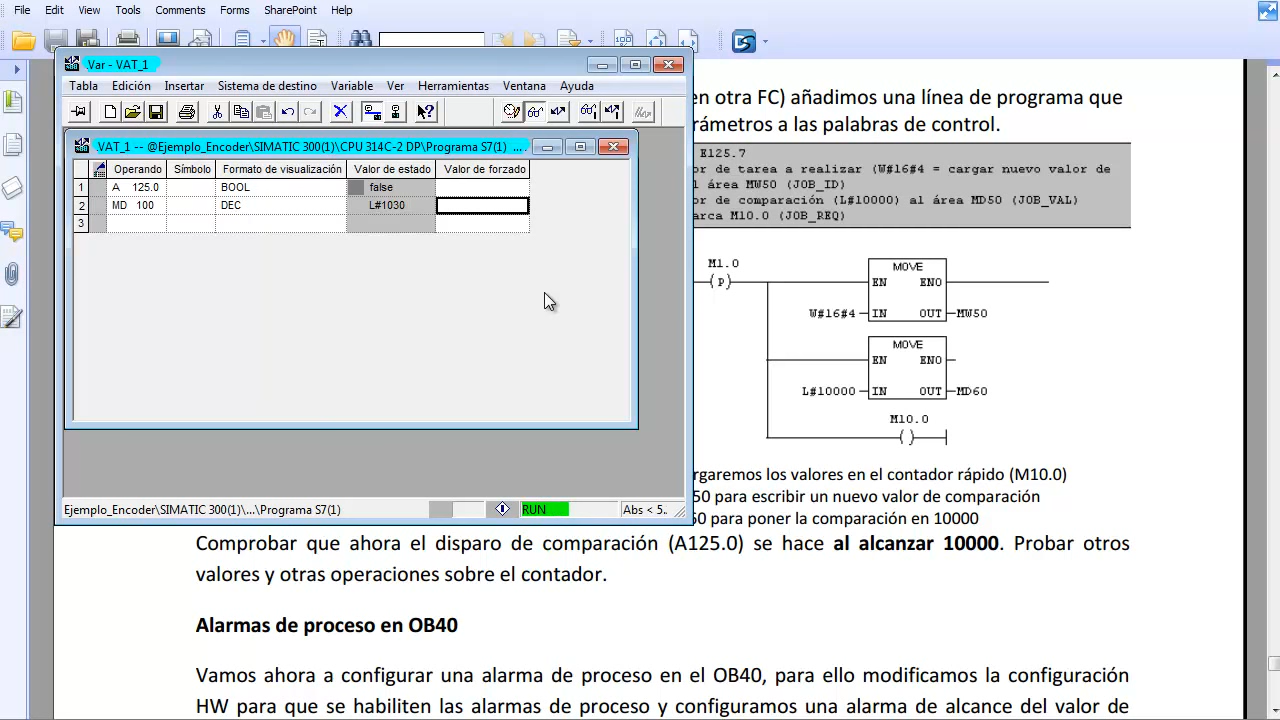 File Edit View Tools Comments Forms SharePoint Help
Var - VAT_1
Tabla Edición Insertar Sistema de destino Variable Ver Herramientas Ventana Ayuda
VAT_1 -- @Ejemplo_Encoder\SIMATIC 300(1)\CPU 314C-2 DP\Programa S7(1) ...
Operando Símbolo Formato de visualización Valor de estado Valor de forzado
1 A 125.0 BOOL false
2 MD 100 DEC L#1030
3
Ejemplo_Encoder\SIMATIC 300(1)\...\Programa S7(1) RUN Abs < 5..
en otra FC) añadimos una línea de programa que
rámetros a las palabras de control.
E125.7
or de tarea a realizar (W#16#4 = cargar nuevo valor de
l área MW50 (JOB_ID)
or de comparación (L#10000) al área MD50 (JOB_VAL)
arca M10.0 (JOB_REQ)
M1.0
(P)
MOVE
EN ENO
W#16#4 IN OUT MW50
MOVE
EN ENO
L#10000 IN OUT MD60
M10.0
( )
rgaremos los valores en el contador rápido (M10.0)
50 para escribir un nuevo valor de comparación
60 para poner la comparación en 10000
Comprobar que ahora el disparo de comparación (A125.0) se hace al alcanzar 10000. Probar otros
valores y otras operaciones sobre el contador.
Alarmas de proceso en OB40
Vamos ahora a configurar una alarma de proceso en el OB40, para ello modificamos la configuración
HW para que se habiliten las alarmas de proceso y configuramos una alarma de alcance del valor de